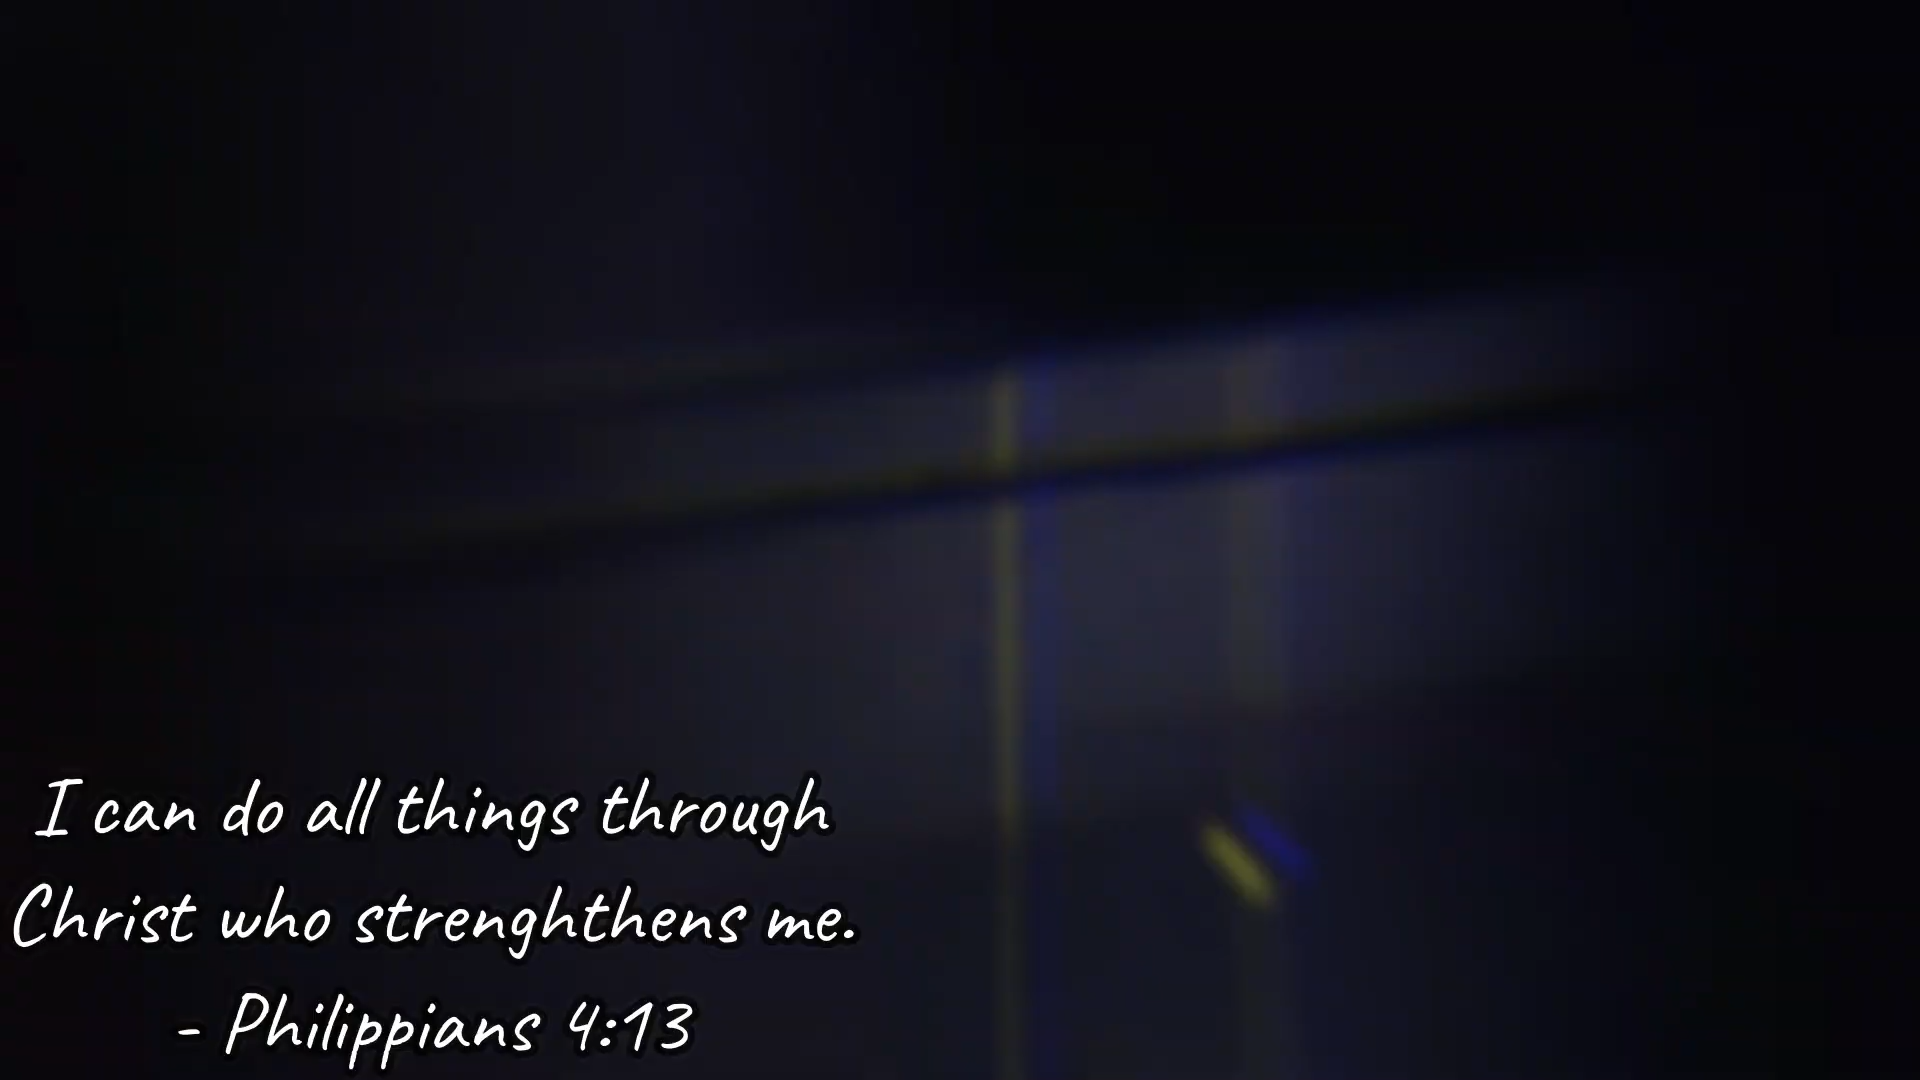 I can do all things through
Christ who strenghthens me.
- Philippians 4:13